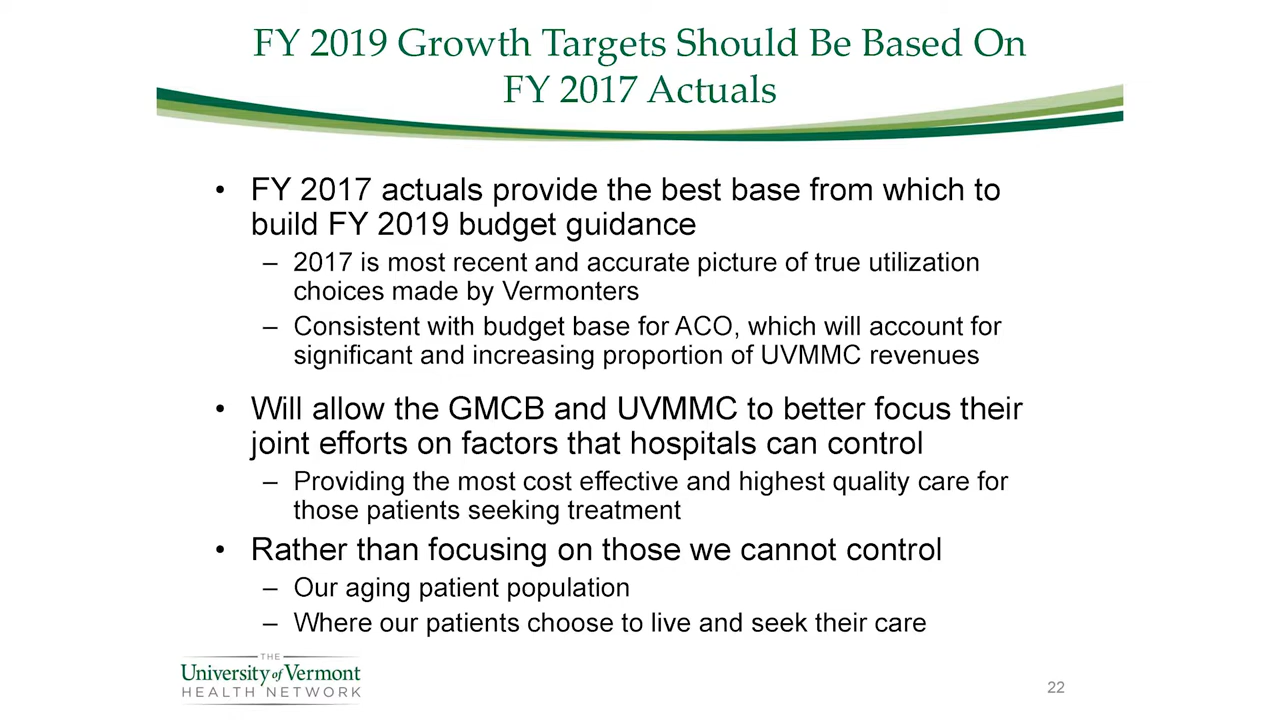 FY 2019 Growth Targets Should Be Based On
FY 2017 Actuals
• FY 2017 actuals provide the best base from which to
build FY 2019 budget guidance
– 2017 is most recent and accurate picture of true utilization
choices made by Vermonters
– Consistent with budget base for ACO, which will account for
significant and increasing proportion of UVMMC revenues
• Will allow the GMCB and UVMMC to better focus their
joint efforts on factors that hospitals can control
– Providing the most cost effective and highest quality care for
those patients seeking treatment
• Rather than focusing on those we cannot control
– Our aging patient population
– Where our patients choose to live and seek their care
THE
University of Vermont
HEALTH NETWORK
22